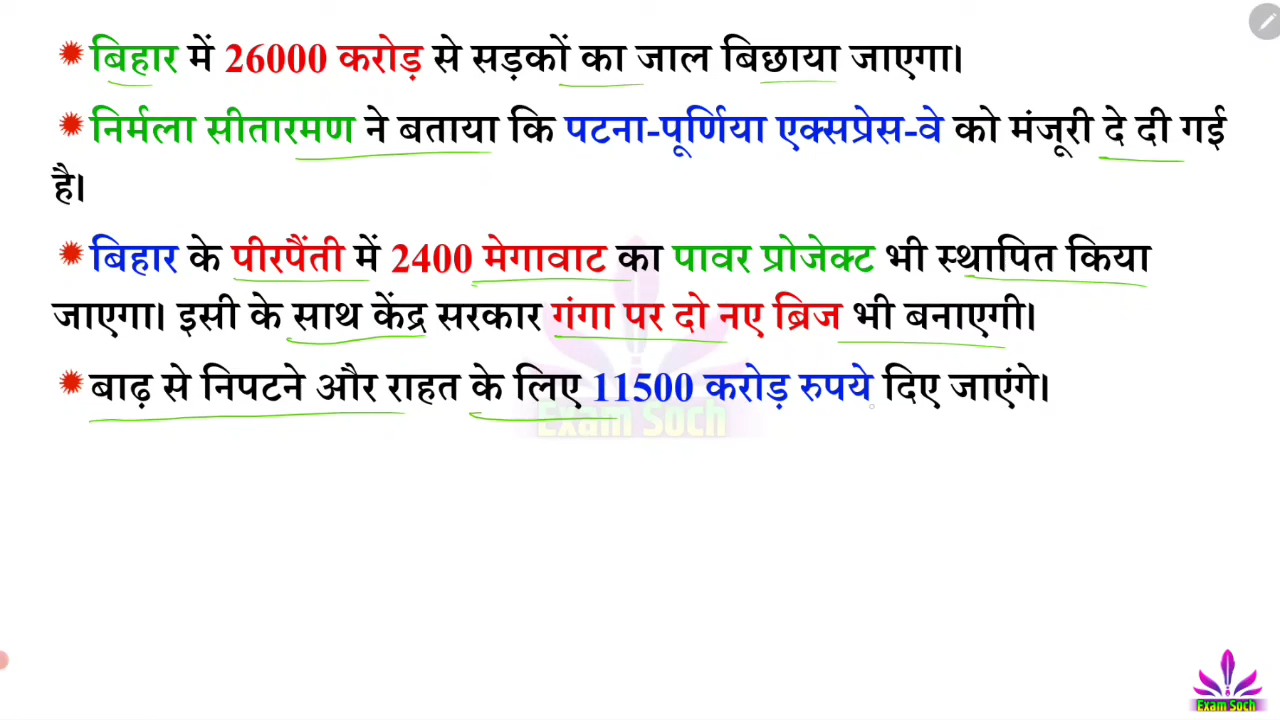 बिहार में 26000 करोड़ से सड़कों का जाल बिछाया जाएगा।
निर्मला सीतारमण ने बताया कि पटना-पूर्णिया एक्सप्रेस-वे को मंजूरी दे दी गई
है।
बिहार के पीरपैंती में 2400 मेगावाट का पावर प्रोजेक्ट भी स्थापित किया
जाएगा। इसी के साथ केंद्र सरकार गंगा पर दो नए ब्रिज भी बनाएगी।
बाढ़ से निपटने और राहत के लिए 11500 करोड़ रुपये दिए जाएंगे।
Exam Soch
Exam Soch